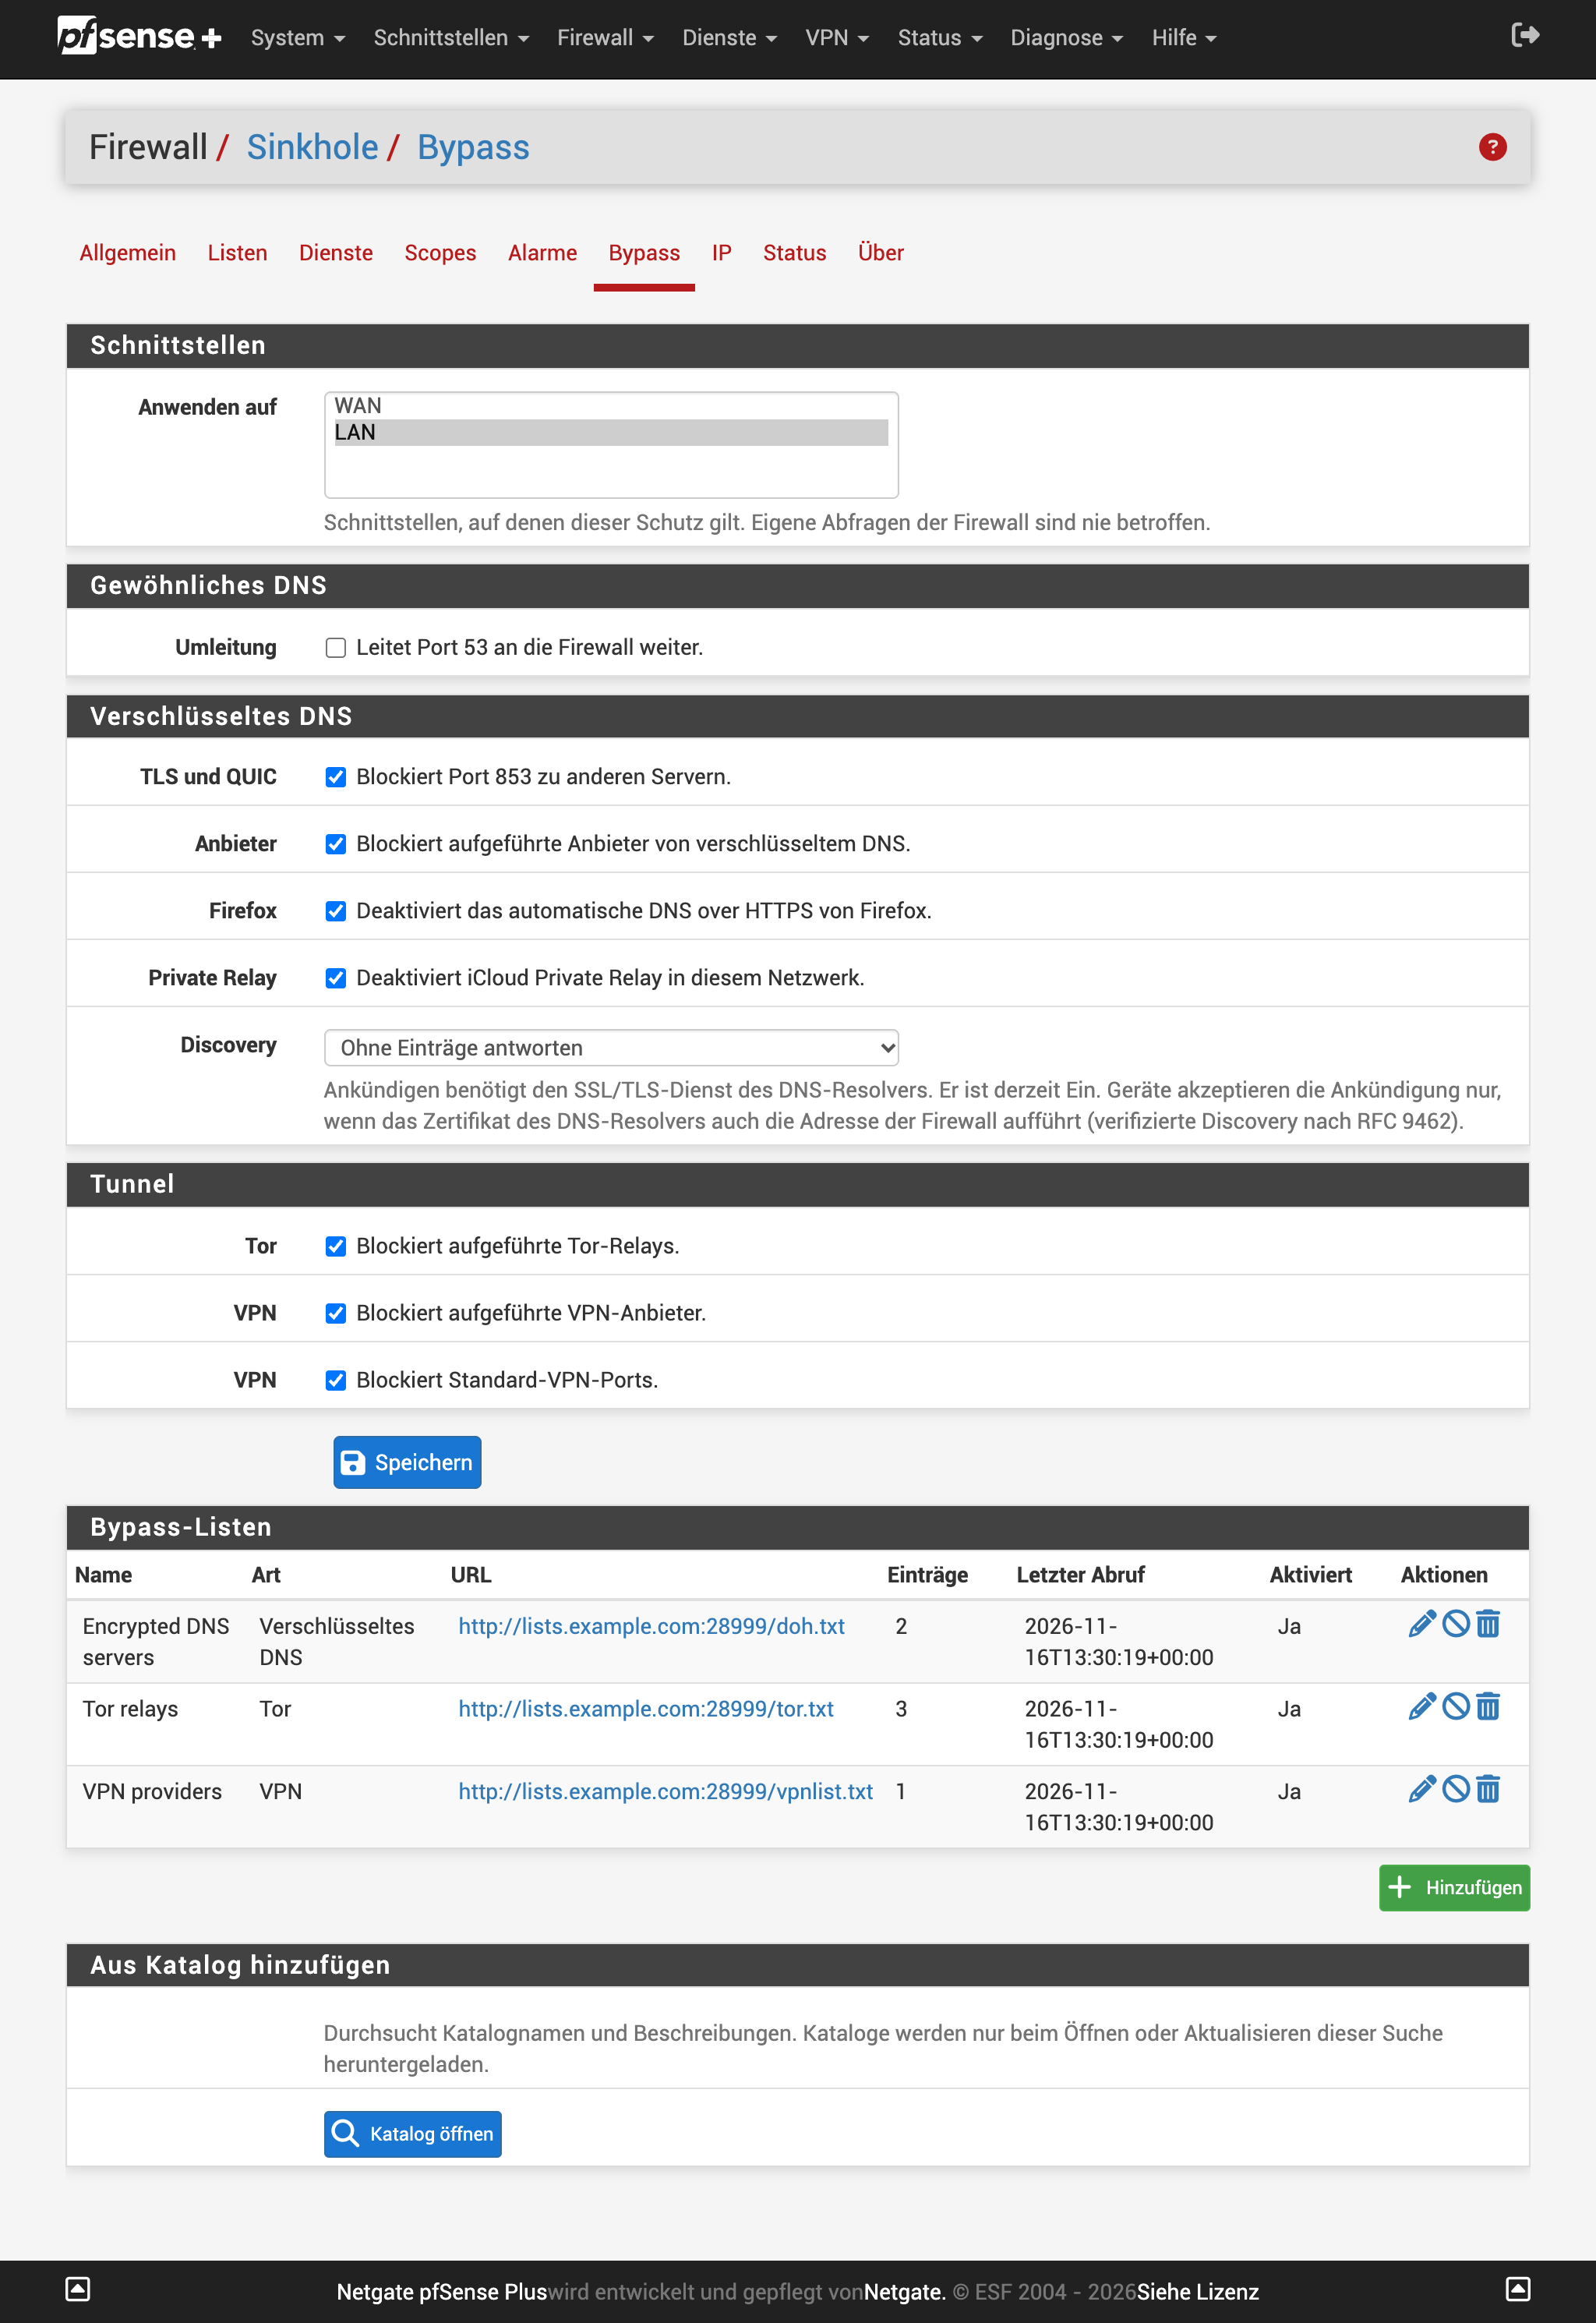 pfsense +
System Schnittstellen Firewall Dienste VPN Status Diagnose Hilfe
Firewall / Sinkhole / Bypass
?
Allgemein Listen Dienste Scopes Alarme Bypass IP Status Über
Schnittstellen
Anwenden auf
WAN
LAN
Schnittstellen, auf denen dieser Schutz gilt. Eigene Abfragen der Firewall sind nie betroffen.
Gewöhnliches DNS
Umleitung Leitet Port 53 an die Firewall weiter.
Verschlüsseltes DNS
TLS und QUIC Blockiert Port 853 zu anderen Servern.
Anbieter Blockiert aufgeführte Anbieter von verschlüsseltem DNS.
Firefox Deaktiviert das automatische DNS over HTTPS von Firefox.
Private Relay Deaktiviert iCloud Private Relay in diesem Netzwerk.
Discovery Ohne Einträge antworten
Ankündigen benötigt den SSL/TLS-Dienst des DNS-Resolvers. Er ist derzeit Ein. Geräte akzeptieren die Ankündigung nur,
wenn das Zertifikat des DNS-Resolvers auch die Adresse der Firewall aufführt (verifizierte Discovery nach RFC 9462).
Tunnel
Tor Blockiert aufgeführte Tor-Relays.
VPN Blockiert aufgeführte VPN-Anbieter.
VPN Blockiert Standard-VPN-Ports.
Speichern
Bypass-Listen
Name Art URL Einträge Letzter Abruf Aktiviert Aktionen
Encrypted DNS Verschlüsseltes http://lists.example.com:28999/doh.txt 2 2026-11- Ja
servers DNS 16T13:30:19+00:00
Tor relays Tor http://lists.example.com:28999/tor.txt 3 2026-11- Ja
16T13:30:19+00:00
VPN providers VPN http://lists.example.com:28999/vpnlist.txt 1 2026-11- Ja
16T13:30:19+00:00
Hinzufügen
Aus Katalog hinzufügen
Durchsucht Katalognamen und Beschreibungen. Kataloge werden nur beim Öffnen oder Aktualisieren dieser Suche
heruntergeladen.
Katalog öffnen
Netgate pfSense Pluswird entwickelt und gepflegt vonNetgate. © ESF 2004 - 2026Siehe Lizenz